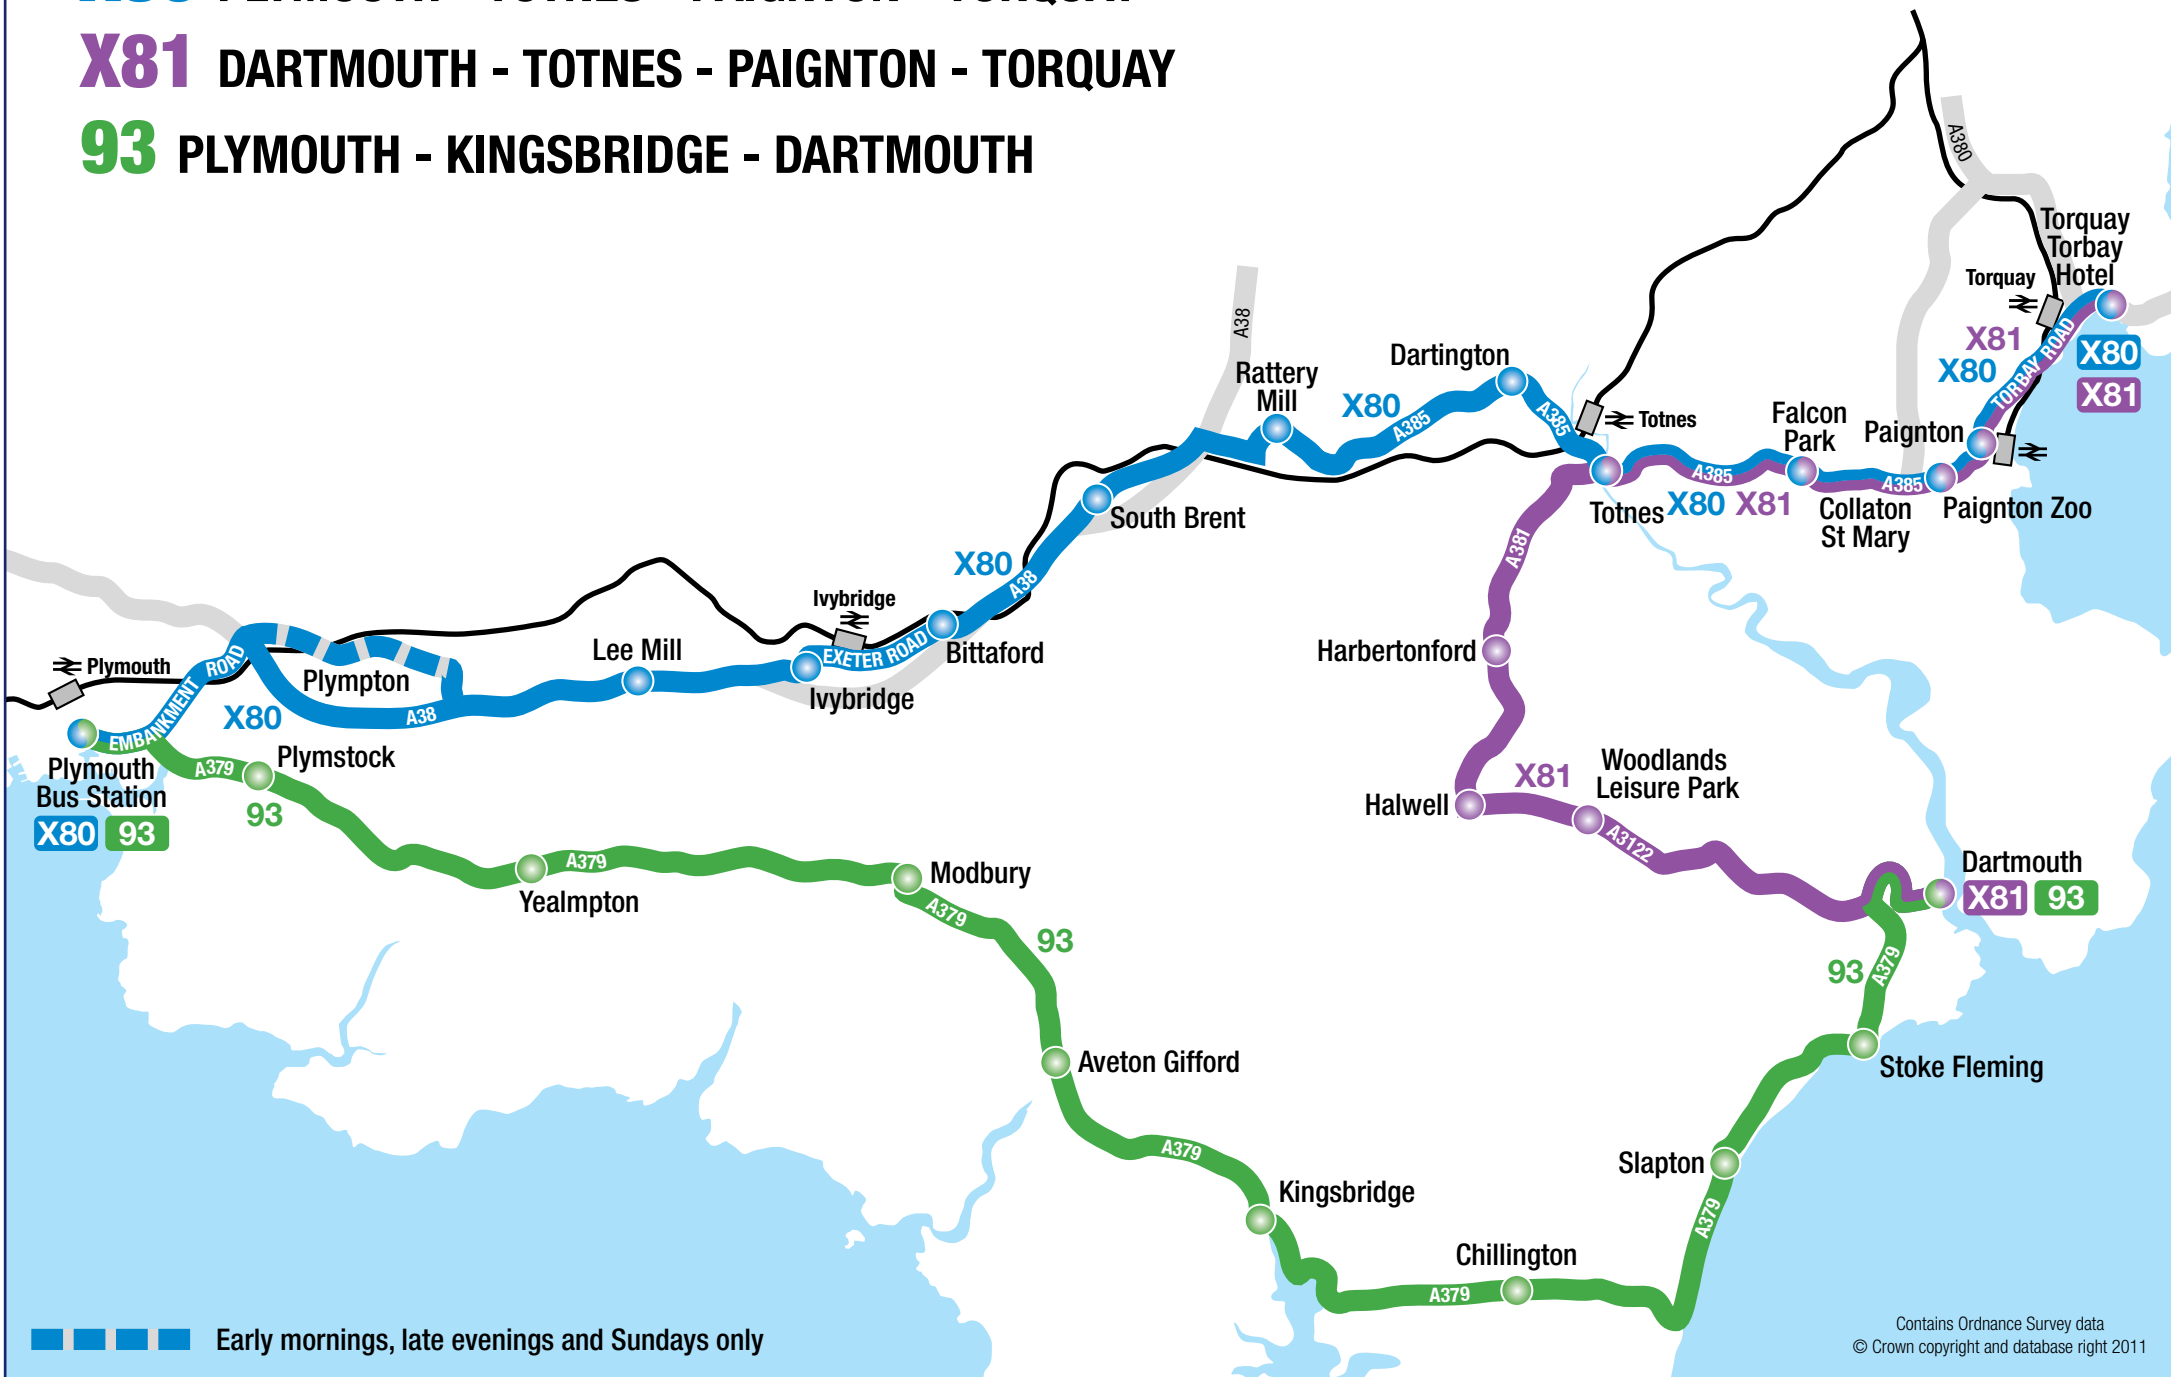 X80 PLYMOUTH - TOTNES - PAIGNTON - TORQUAY
X81 DARTMOUTH - TOTNES - PAIGNTON - TORQUAY
93 PLYMOUTH - KINGSBRIDGE - DARTMOUTH
A380
Torquay
Torbay
Hotel
Torquay
X81
X80
TORBAY ROAD
X80
X81
A38
Rattery
Mill
X80
A385
Dartington
A385
Totnes
Falcon
Park
Paignton
A385
A385
Totnes
X80 X81
Collaton
St Mary
Paignton Zoo
South Brent
X80
A38
A381
Ivybridge
EXETER ROAD
Bittaford
Lee Mill
Ivybridge
Harbertonford
Plymouth
EMBANKMENT ROAD
Plympton
X80
A38
Plymouth
Bus Station
X80 93
A379
Plymstock
93
Halwell
X81
Woodlands
Leisure Park
A3122
Yealmpton
A379
Modbury
A379
93
Dartmouth
X81 93
93
A379
Aveton Gifford
Stoke Fleming
A379
Kingsbridge
Slapton
A379
Chillington
A379
Early mornings, late evenings and Sundays only
Contains Ordnance Survey data
© Crown copyright and database right 2011